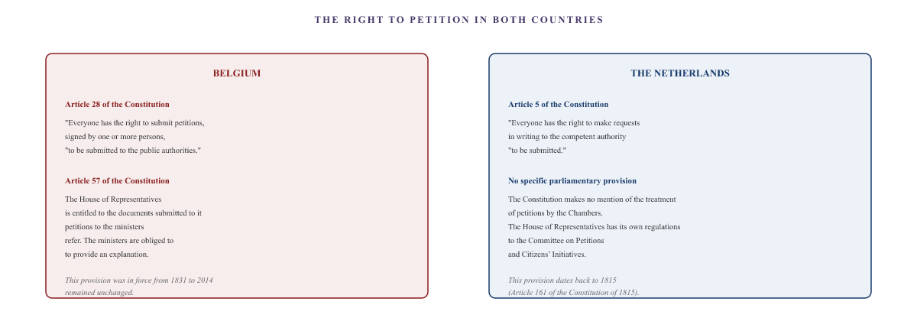 THE RIGHT TO PETITION IN BOTH COUNTRIES
BELGIUM
Article 28 of the Constitution
"Everyone has the right to submit petitions,
signed by one or more persons,
"to be submitted to the public authorities."
Article 57 of the Constitution
The House of Representatives
is entitled to the documents submitted to it
petitions to the ministers
refer. The ministers are obliged to
to provide an explanation.
This provision was in force from 1831 to 2014
remained unchanged.
THE NETHERLANDS
Article 5 of the Constitution
"Everyone has the right to make requests
in writing to the competent authority
"to be submitted."
No specific parliamentary provision
The Constitution makes no mention of the treatment
of petitions by the Chambers.
The House of Representatives has its own regulations
to the Committee on Petitions
and Citizens' Initiatives.
This provision dates back to 1815
(Article 161 of the Constitution of 1815).